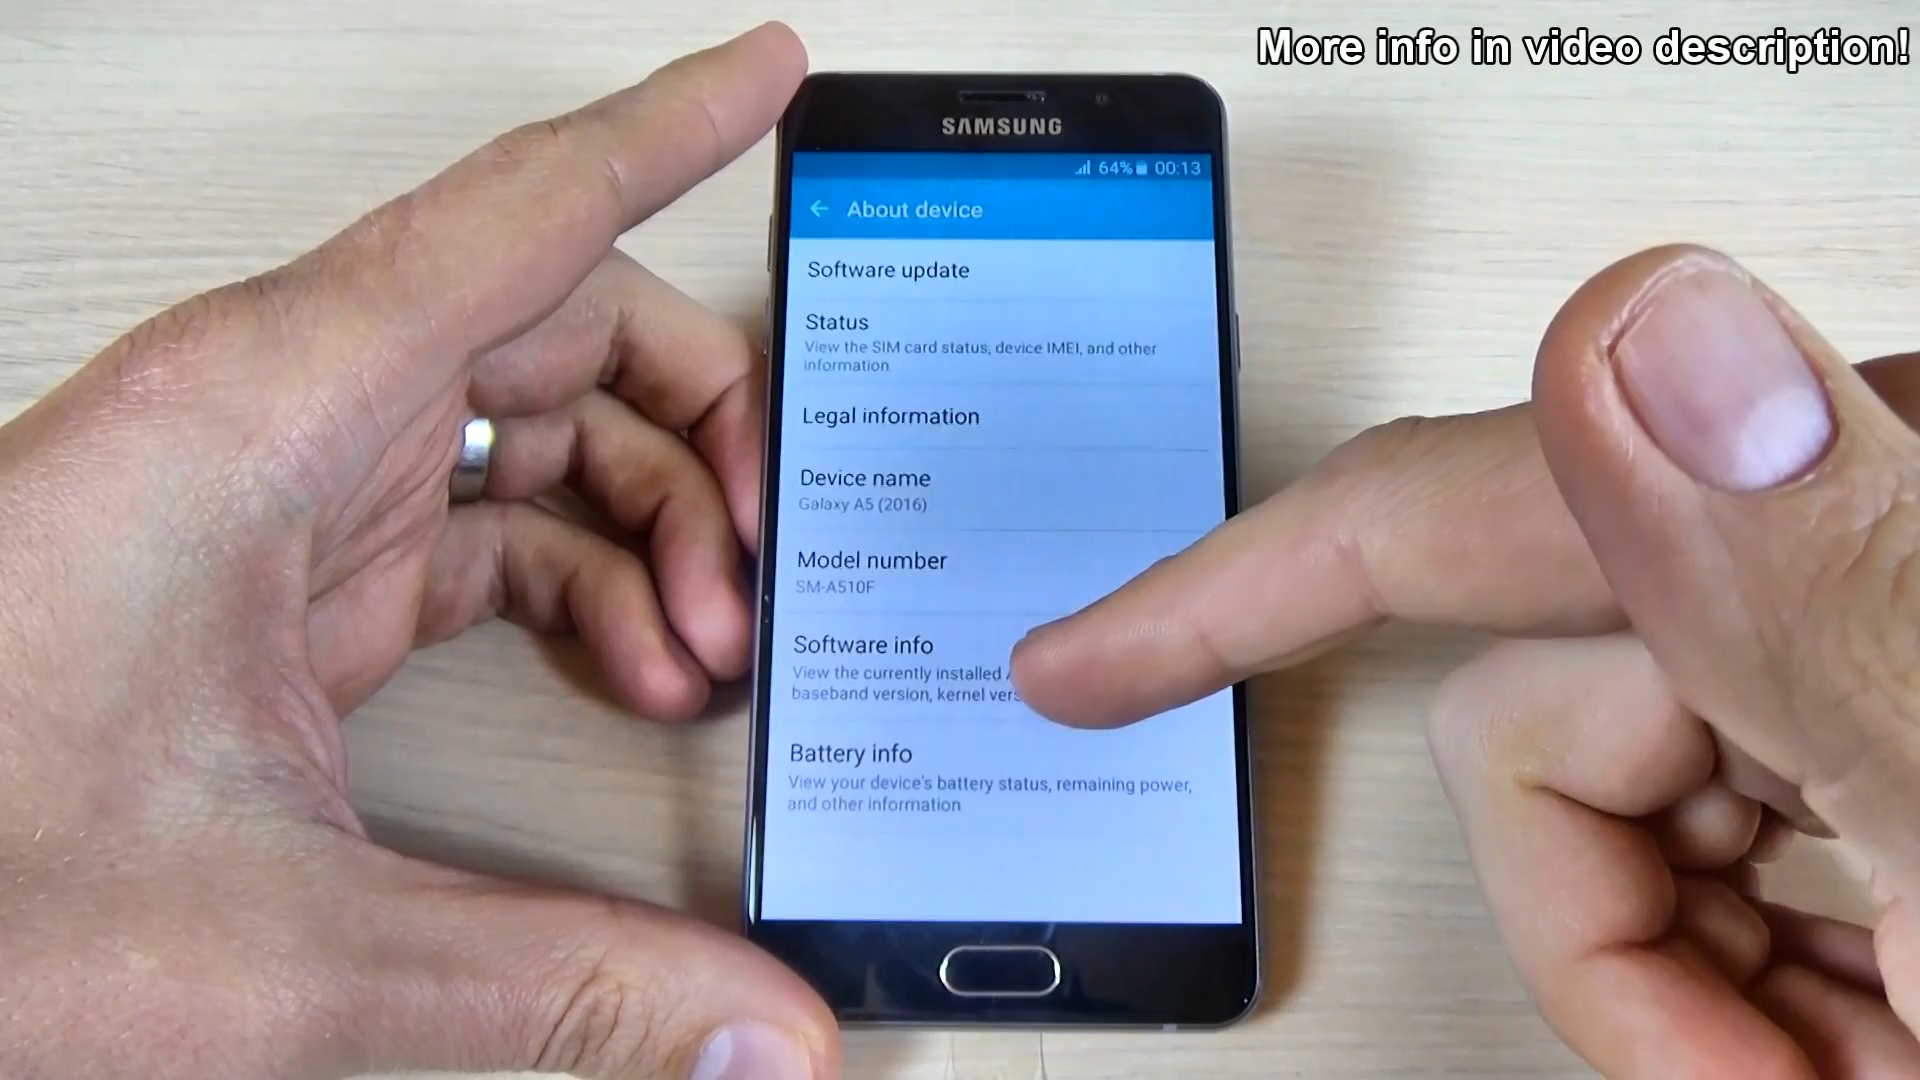 More info in video description!
SAMSUNG
64% 00:13
About device
Software update
Status
View the SIM card status, device IMEI, and other
information
Legal information
Device name
Galaxy A5 (2016)
Model number
SM-A510F
Software info
View the currently installed
baseband version, kernel
Battery info
View your device's battery status, remaining power,
and other information